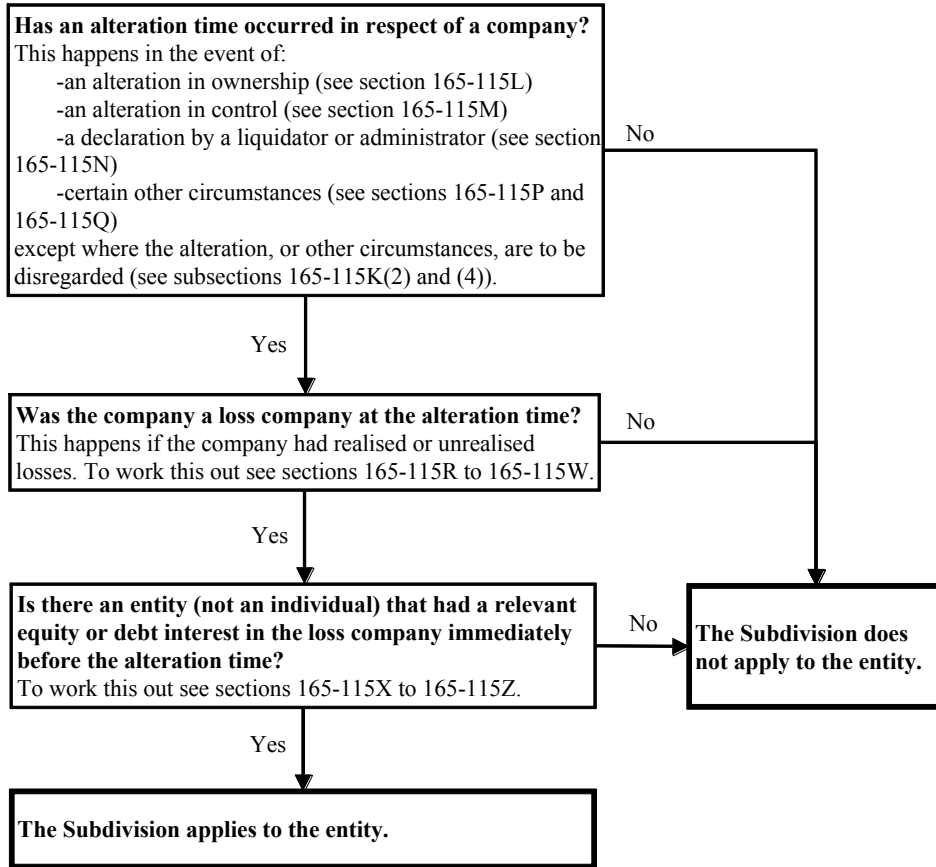 Has an alteration time occurred in respect of a company?
This happens in the event of:
-an alteration in ownership (see section 165-115L)
-an alteration in control (see section 165-115M)
-a declaration by a liquidator or administrator (see section
165-115N)
-certain other circumstances (see sections 165-115P and
165-115Q)
except where the alteration, or other circumstances, are to be
disregarded (see subsections 165-115K(2) and (4)).
No
Yes
Was the company a loss company at the alteration time?
This happens if the company had realised or unrealised
losses. To work this out see sections 165-115R to 165-115W.
No
Yes
Is there an entity (not an individual) that had a relevant
equity or debt interest in the loss company immediately
before the alteration time?
To work this out see sections 165-115X to 165-115Z.
No
The Subdivision does
not apply to the entity.
Yes
The Subdivision applies to the entity.